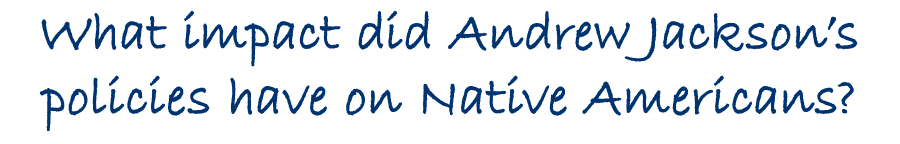 What impact did Andrew Jackson's
policies have on Native Americans?